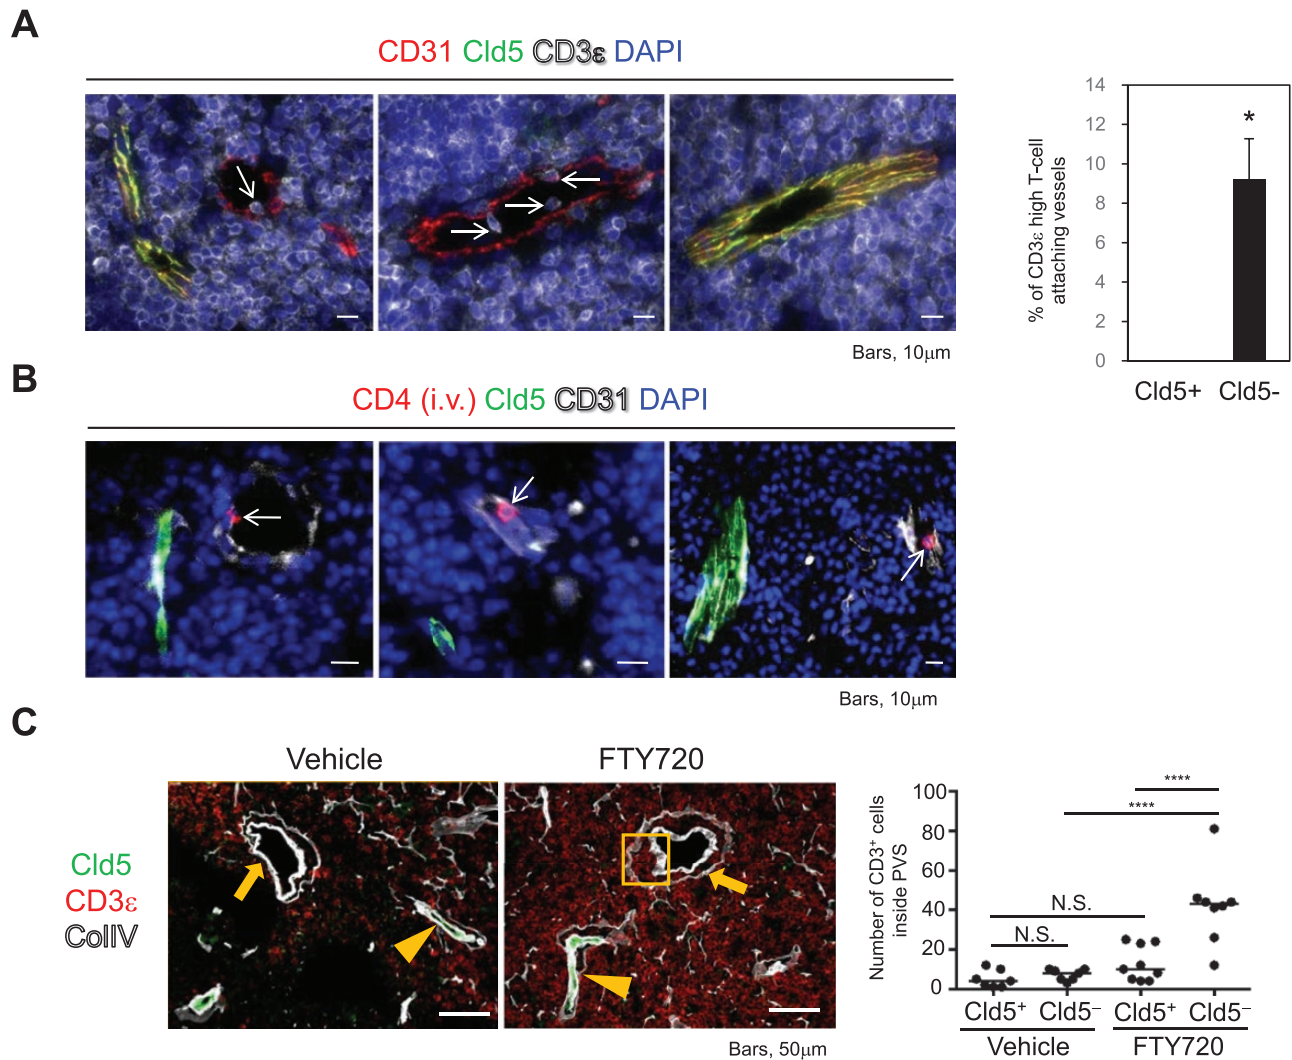 A
CD31 Cld5 CD3ε DAPI
Bars, 10μm
14
12
10
8
6
4
2
0
% of CD3ε high T-cell
attaching vessels
*
Cld5+ Cld5-
B
CD4 (i.v.) Cld5 CD31 DAPI
Bars, 10μm
C
Vehicle
FTY720
Cld5
CD3ε
ColIV
Bars, 50μm
Number of CD3⁺ cells
inside PVS
100
80
60
40
20
0
****
****
N.S.
N.S.
Cld5⁺ Cld5⁻ Cld5⁺ Cld5⁻
Vehicle FTY720